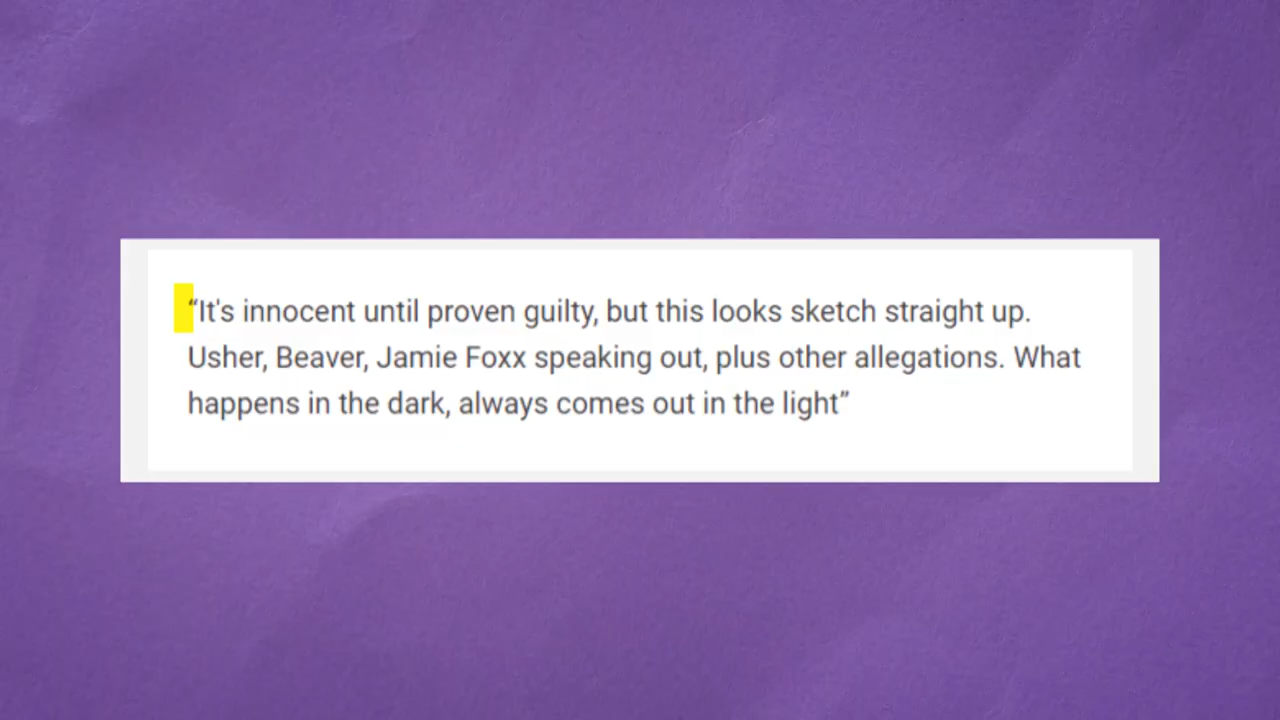 “It's innocent until proven guilty, but this looks sketch straight up.
Usher, Beaver, Jamie Foxx speaking out, plus other allegations. What
happens in the dark, always comes out in the light”